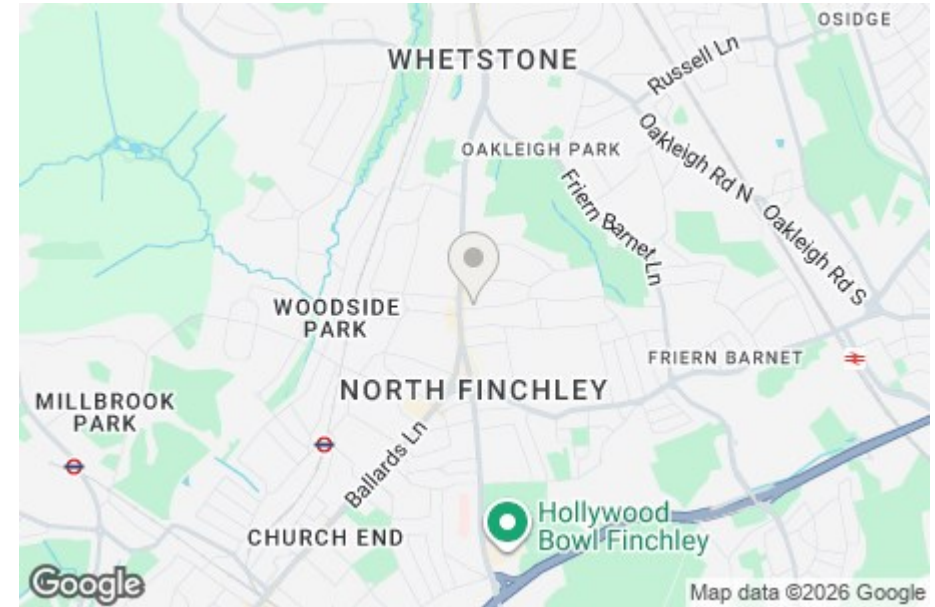 OSIDGE
WHETSTONE
Russell Ln
OAKLEIGH PARK
Oakleigh Rd N
Friern Barnet Ln
Oakleigh Rd S
WOODSIDE
PARK
FRIERN BARNET
NORTH FINCHLEY
MILLBROOK
PARK
Ballards Ln
Hollywood
Bowl Finchley
CHURCH END
Google
Map data ©2026 Google